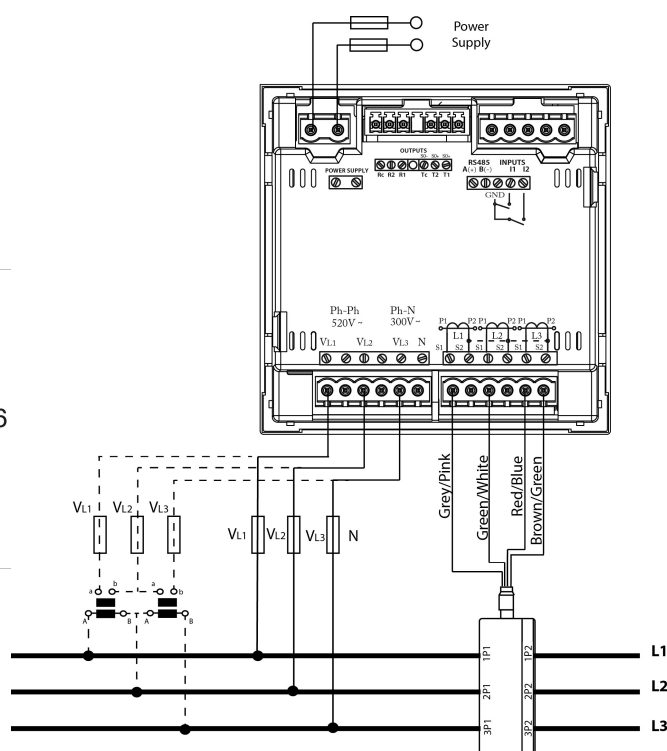 Power
Supply
OUTPUTS
S0- S0+ S0+
POWER SUPPLY
Rc R2 R1 Tc T2 T1
RS485 INPUTS
A(+) B(-) I1 I2
GND
Ph-Ph Ph-N
520V ~ 300V ~
VL1 VL2 VL3 N
P1 P2 P1 P2 P1 P2
L1 L2 L3
S1 S2 S1 S2 S1 S2
6
Grey/Pink
Green/White
Red/Blue
Brown/Green
VL1 VL2 VL3
VL1 VL2 VL3 N
a b a b
A B A B
1P1 1P2 L1
2P1 2P2 L2
3P1 3P2 L3